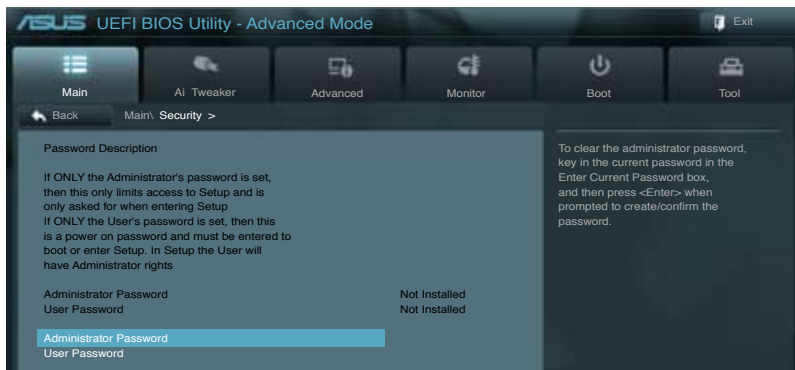 ASUS UEFI BIOS Utility - Advanced Mode
Exit
Main
Ai Tweaker
Advanced
Monitor
Boot
Tool
Back
Main\ Security >
Password Description
If ONLY the Administrator's password is set,
then this only limits access to Setup and is
only asked for when entering Setup
If ONLY the User's password is set, then this
is a power on password and must be entered to
boot or enter Setup. In Setup the User will
have Administrator rights
Administrator Password Not Installed
User Password Not Installed
Administrator Password
User Password
To clear the administrator password,
key in the current password in the
Enter Current Password box,
and then press <Enter> when
prompted to create/confirm the
password.